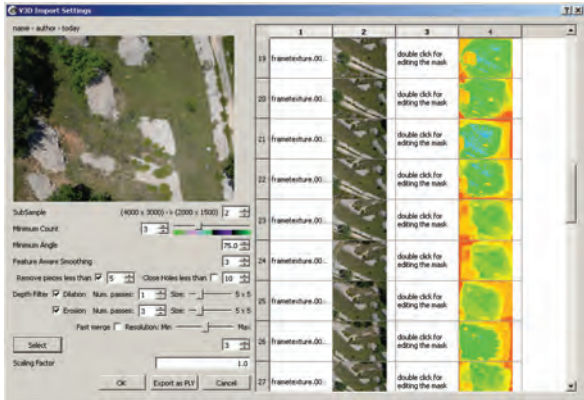 V3D Import Settings
name - author - today
SubSample (4000 x 3000) -> (2000 x 1500) 2
Minimum Count 3
Minimum Angle 75.0
Feature Aware Smoothing 3
Remove pieces less than 5 Close Holes less than 10
Depth Filter Dilation Num. passes: 1 Size: 5 x 5
Erosion Num. passes: 3 Size: 5 x 5
Fast merge Resolution: Min Max
Select 3
Scaling Factor 1.0
OK Export as PLY Cancel
1 2 3 4
19 frametexture.00... double click for
editing the mask
20 frametexture.00... double click for
editing the mask
21 frametexture.00... double click for
editing the mask
22 frametexture.00... double click for
editing the mask
23 frametexture.00... double click for
editing the mask
24 frametexture.00... double click for
editing the mask
25 frametexture.00... double click for
editing the mask
26 frametexture.00... double click for
editing the mask
27 frametexture.00... double click for
editing the mask